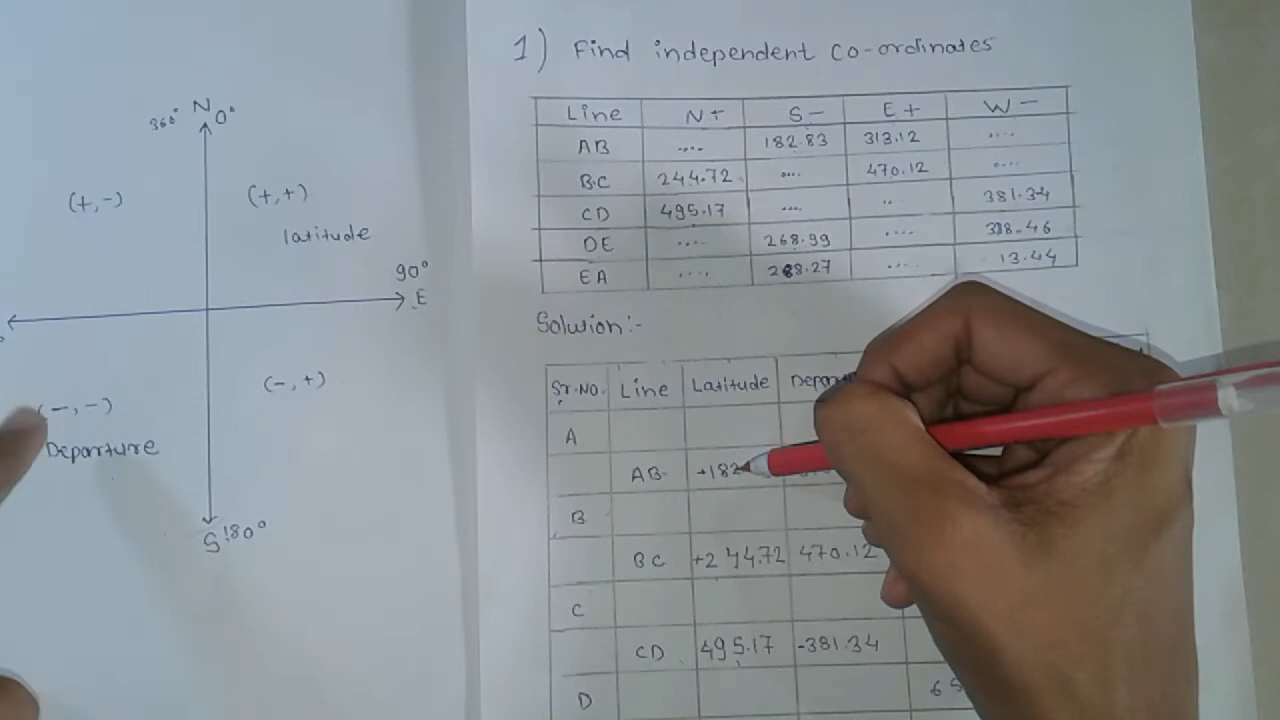 360° N 0°
(+,-) (+,+)
latitude
90°
E
(-,+)
(-,-)
Departure
S 180°
1) Find independent Co-ordinates
Line N+ S- E+ W-
AB .... 182.83 313.12 ....
BC 244.72 .... 470.12 ....
CD 495.17 .... .. 381.34
DE .... 268.99 .... 388.46
EA .... 288.27 .... 13.44
Solution:-
Sr.No. Line Latitude
A
AB +182
B
BC +244.72 470.12
C
CD 495.17 -381.34
D